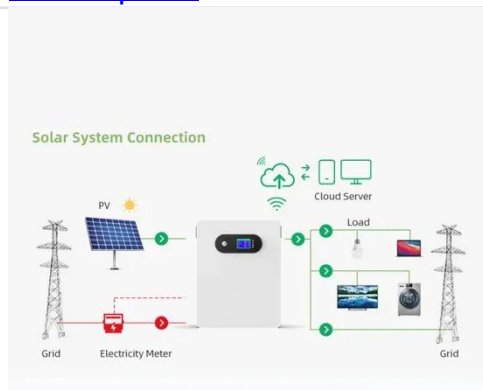 Solar System Connection
Cloud Server
PV
Load
Grid
Electricity Meter
Grid